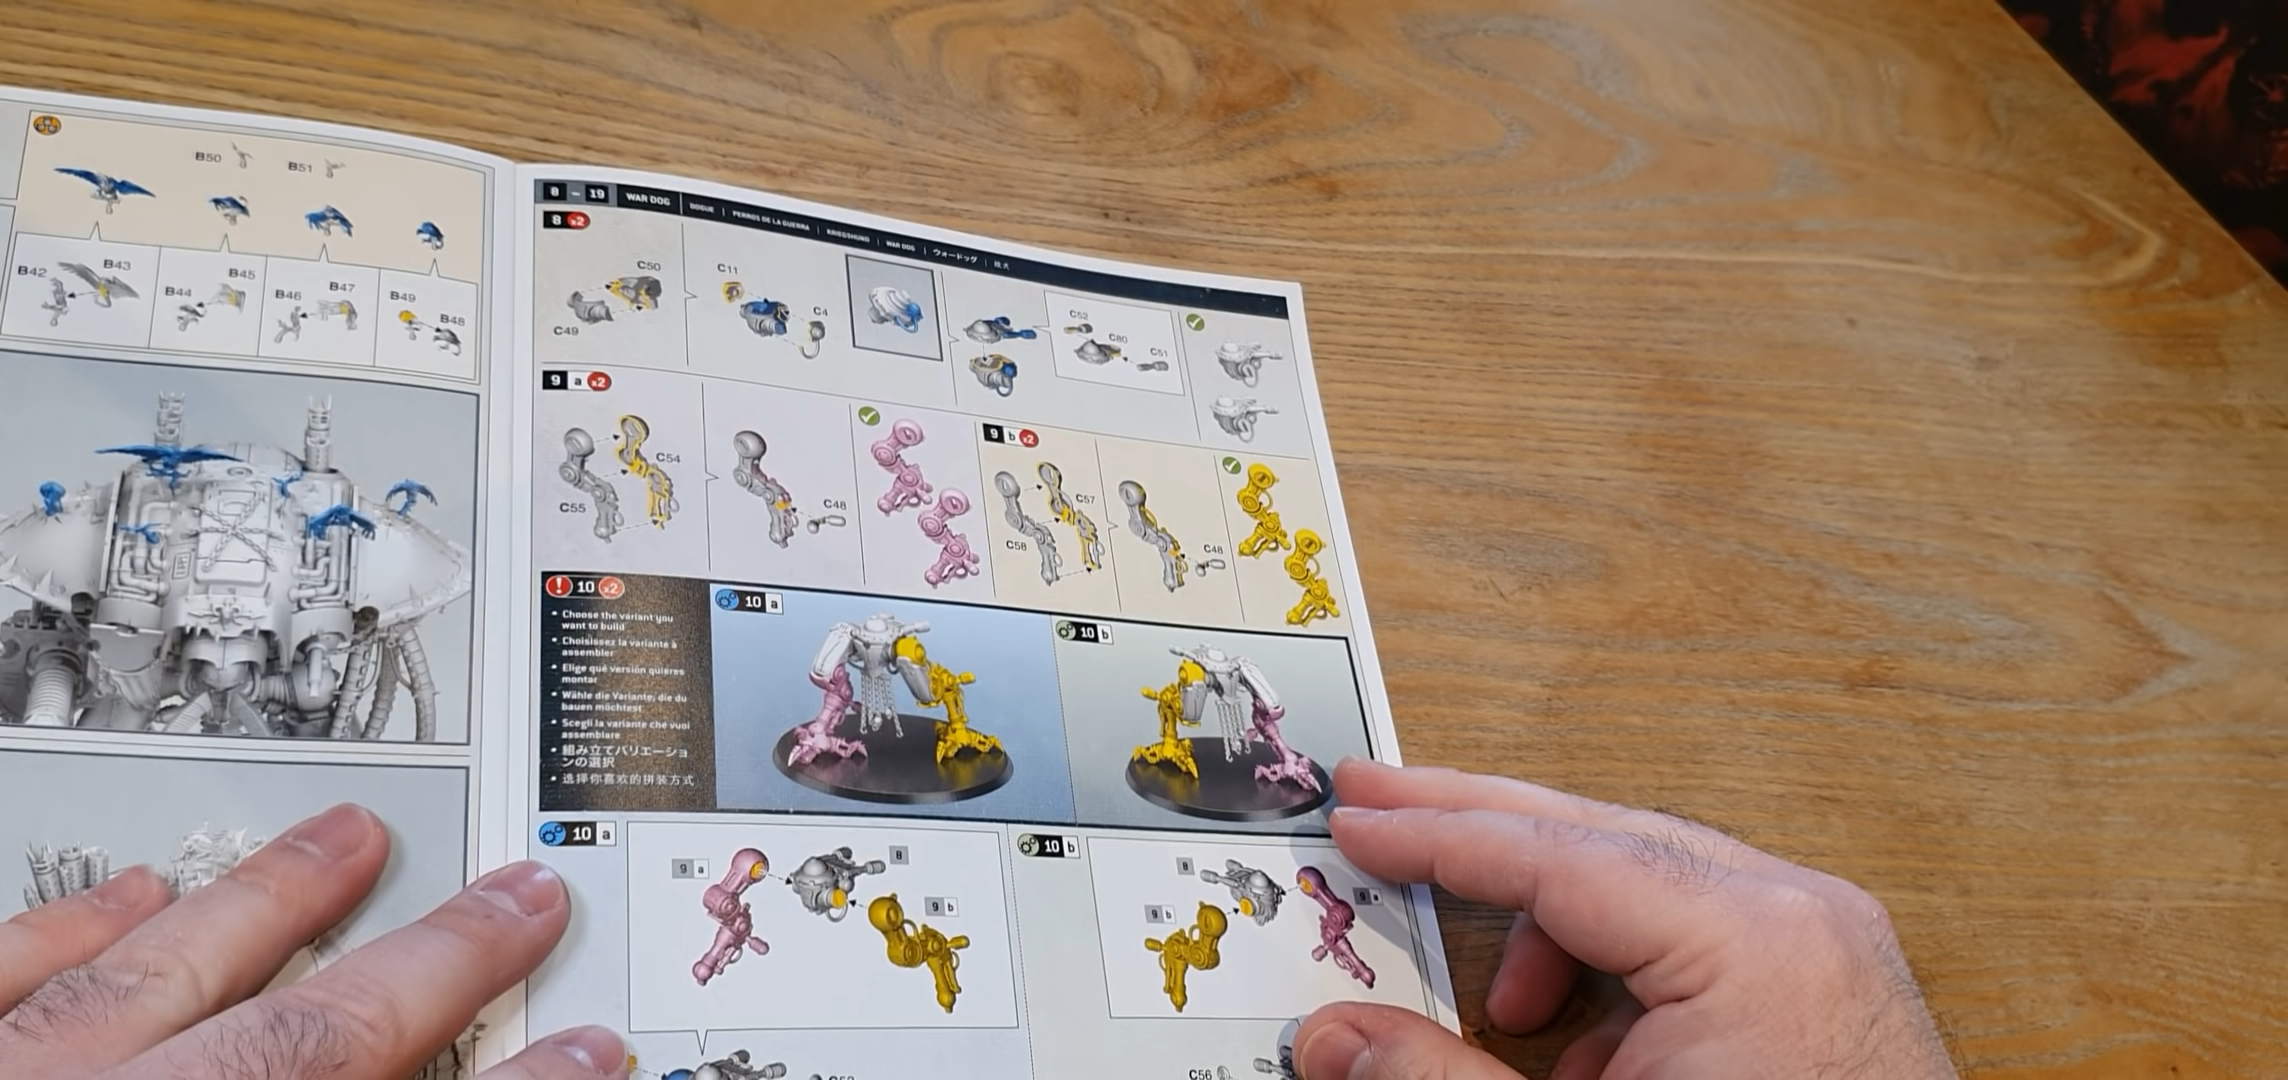 B50
B51
B42
B43
B44
B45
B46
B47
B49
B48
8 – 19 WAR DOG DOGUE | PERROS DE LA GUERRA | KRIEGSHUND | WAR DOG | ウォードッグ |
8 x2
C50
C49
C11
C4
C52
C80
C51
9 a x2
C54
C55
C48
9 b x2
C57
C58
C48
! 10 x2
• Choose the variant you
want to build
• Choisissez la variante à
assembler
• Elige qué versión quieres
montar
• Wähle die Variante, die du
bauen möchtest
• Scegli la variante che vuoi
assemblare
• 組み立てバリエーショ
ンの選択
• 选择你喜欢的拼装方式
10 a
10 b
10 a
9 a
8
9 b
10 b
8
9 b
9 a
C56